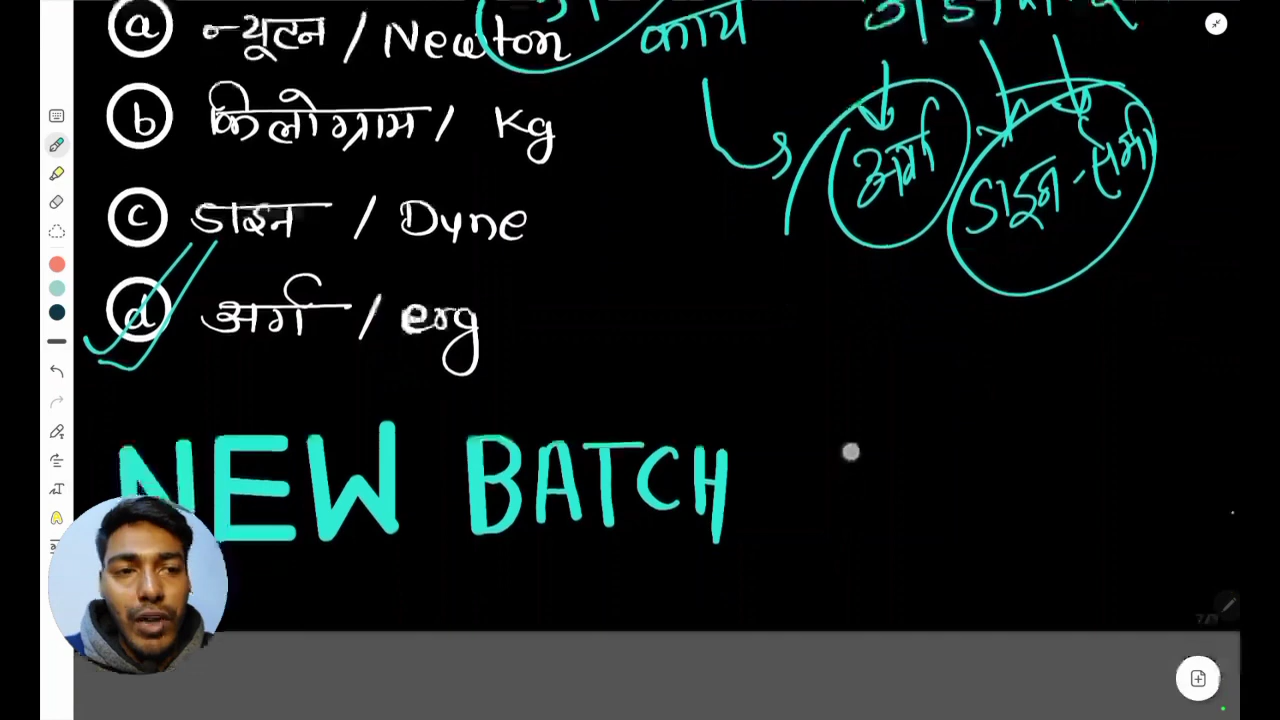 a न्यूटन / Newton
कार्य
b किलोग्राम / Kg
अर्ग
डाइन - सेमी
c डाइन / Dyne
d अर्ग / erg
NEW BATCH